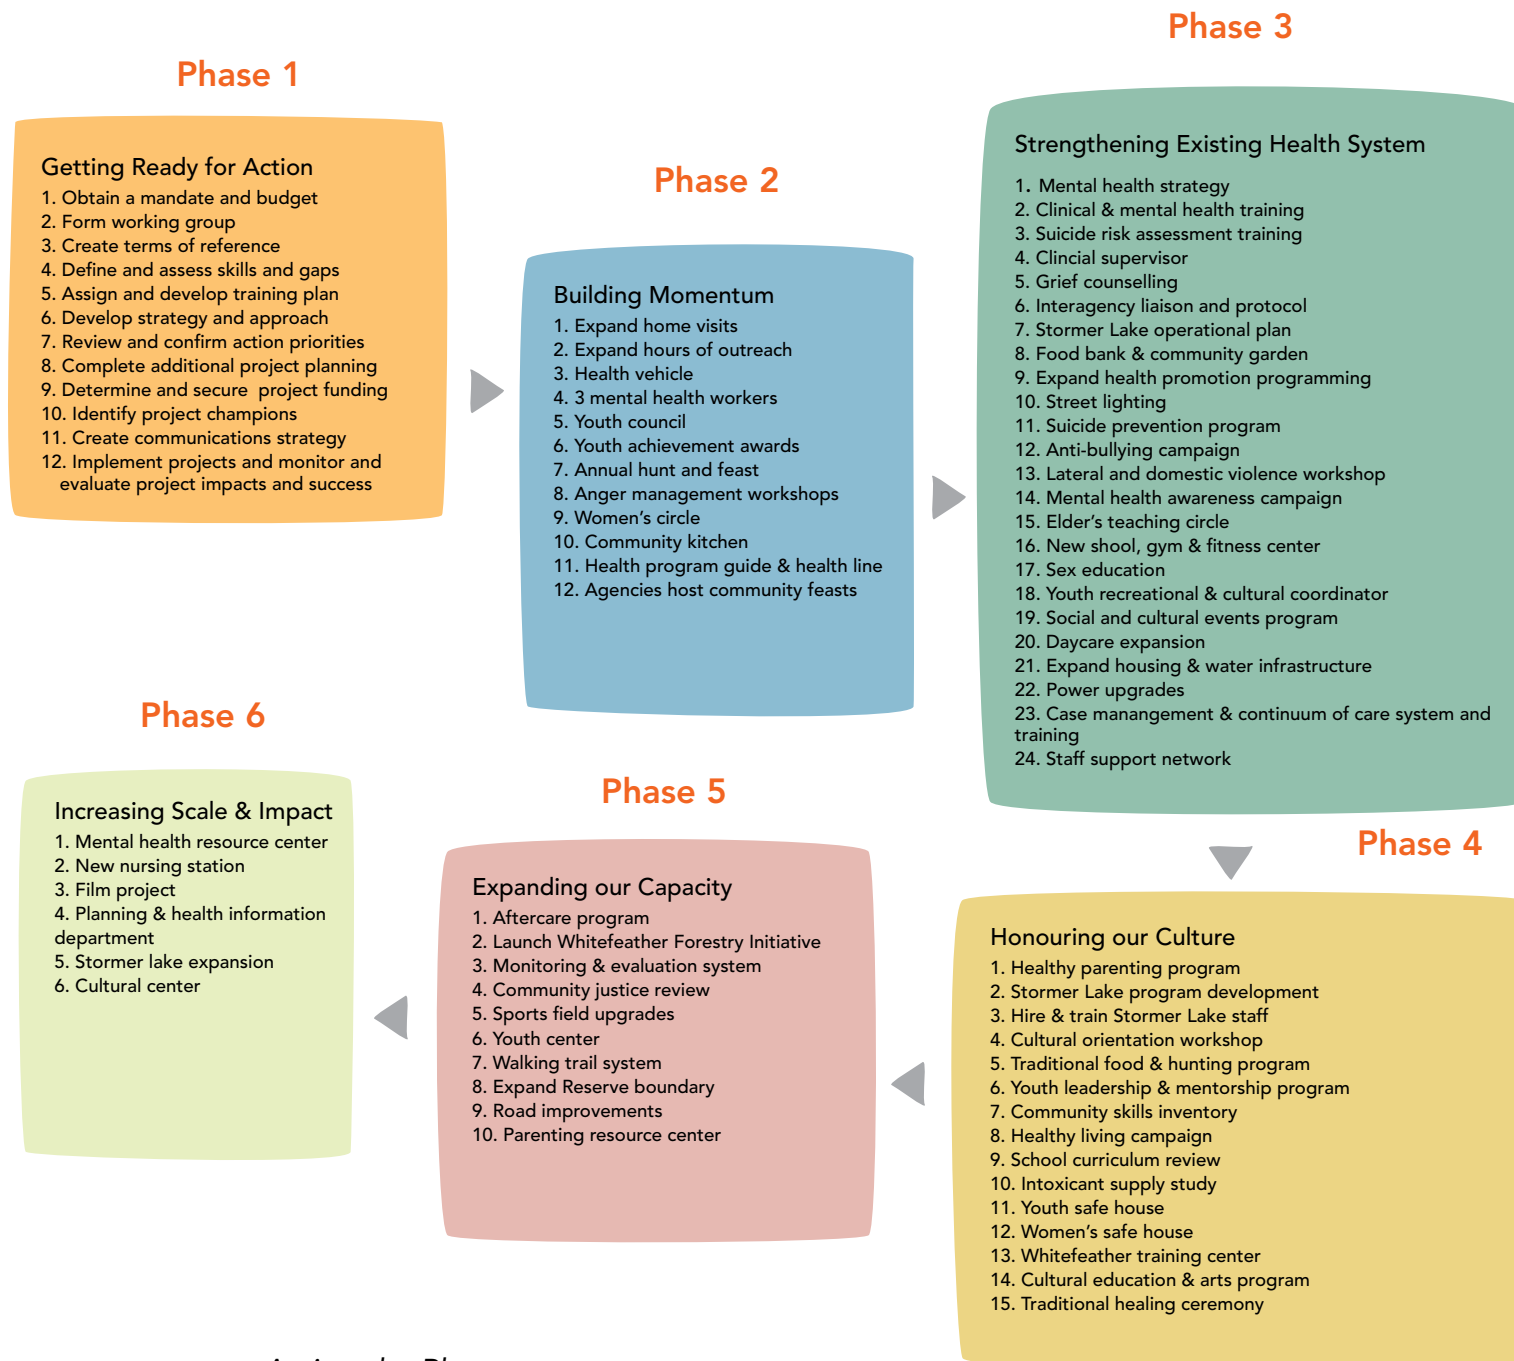 Phase 1
Getting Ready for Action
1. Obtain a mandate and budget
2. Form working group
3. Create terms of reference
4. Define and assess skills and gaps
5. Assign and develop training plan
6. Develop strategy and approach
7. Review and confirm action priorities
8. Complete additional project planning
9. Determine and secure project funding
10. Identify project champions
11. Create communications strategy
12. Implement projects and monitor and
evaluate project impacts and success
Phase 2
Building Momentum
1. Expand home visits
2. Expand hours of outreach
3. Health vehicle
4. 3 mental health workers
5. Youth council
6. Youth achievement awards
7. Annual hunt and feast
8. Anger management workshops
9. Women's circle
10. Community kitchen
11. Health program guide & health line
12. Agencies host community feasts
Phase 3
Strengthening Existing Health System
1. Mental health strategy
2. Clinical & mental health training
3. Suicide risk assessment training
4. Clincial supervisor
5. Grief counselling
6. Interagency liaison and protocol
7. Stormer Lake operational plan
8. Food bank & community garden
9. Expand health promotion programming
10. Street lighting
11. Suicide prevention program
12. Anti-bullying campaign
13. Lateral and domestic violence workshop
14. Mental health awareness campaign
15. Elder's teaching circle
16. New shool, gym & fitness center
17. Sex education
18. Youth recreational & cultural coordinator
19. Social and cultural events program
20. Daycare expansion
21. Expand housing & water infrastructure
22. Power upgrades
23. Case manangement & continuum of care system and
training
24. Staff support network
Phase 4
Honouring our Culture
1. Healthy parenting program
2. Stormer Lake program development
3. Hire & train Stormer Lake staff
4. Cultural orientation workshop
5. Traditional food & hunting program
6. Youth leadership & mentorship program
7. Community skills inventory
8. Healthy living campaign
9. School curriculum review
10. Intoxicant supply study
11. Youth safe house
12. Women's safe house
13. Whitefeather training center
14. Cultural education & arts program
15. Traditional healing ceremony
Phase 5
Expanding our Capacity
1. Aftercare program
2. Launch Whitefeather Forestry Initiative
3. Monitoring & evaluation system
4. Community justice review
5. Sports field upgrades
6. Youth center
7. Walking trail system
8. Expand Reserve boundary
9. Road improvements
10. Parenting resource center
Phase 6
Increasing Scale & Impact
1. Mental health resource center
2. New nursing station
3. Film project
4. Planning & health information
department
5. Stormer lake expansion
6. Cultural center